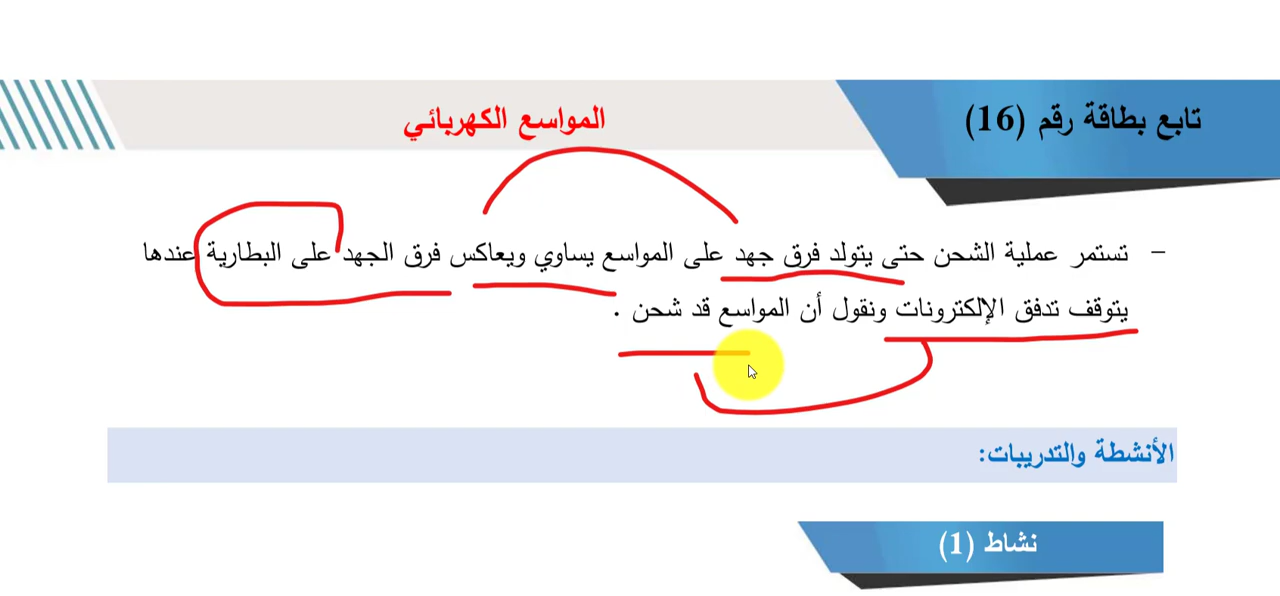 تابع بطاقة رقم (16)
المواسع الكهربائي
– تستمر عملية الشحن حتى يتولد فرق جهد على المواسع يساوي ويعاكس فرق الجهد على البطارية عندها
يتوقف تدفق الإلكترونات ونقول أن المواسع قد شحن .
الأنشطة والتدريبات:
نشاط (1)